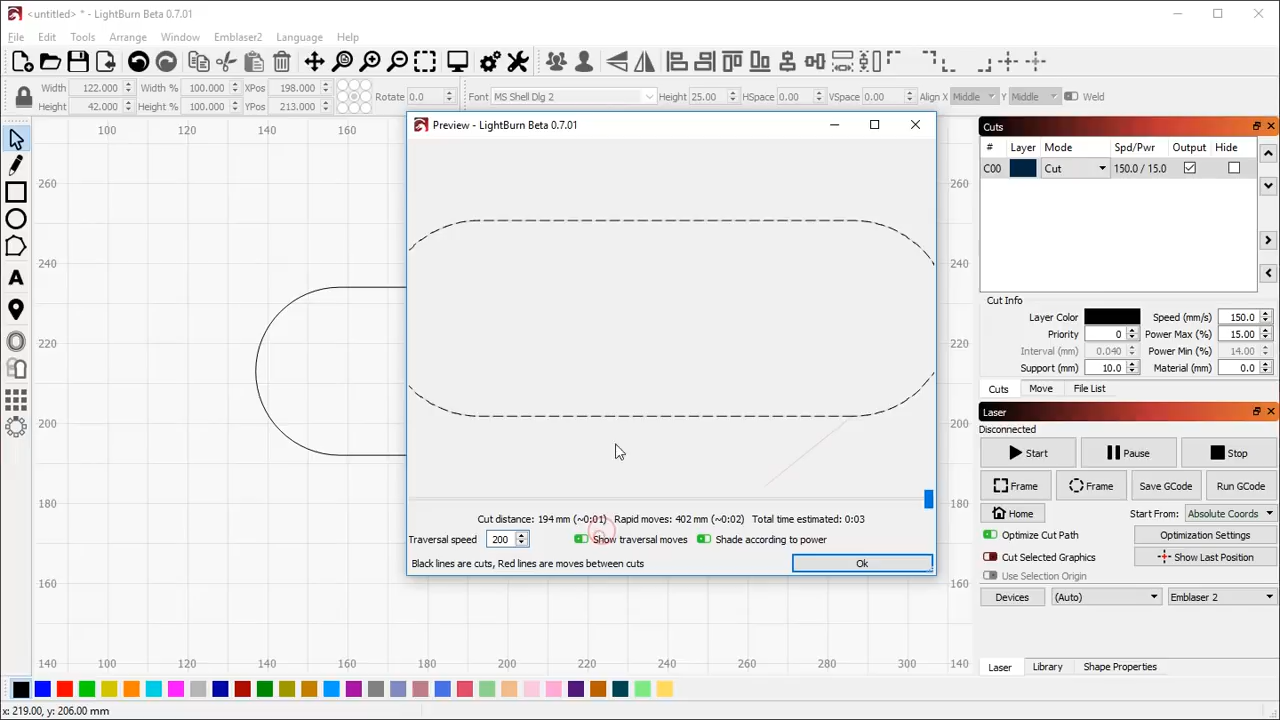 <untitled> * - LightBurn Beta 0.7.01
File Edit Tools Arrange Window Emblaser2 Language Help
Width 122.000 Width % 100.000 XPos 198.000
Height 42.000 Height % 100.000 YPos 213.000
Rotate 0.0 Font MS Shell Dlg 2 Height 25.00 HSpace 0.00 VSpace 0.00 Align X Middle Y Middle Weld
100 120 140 160
260 240 220 200 180 160
260 240 220 200 180 160
140 100 120 140 160 180 200 220 240 260 280 300 140
Preview - LightBurn Beta 0.7.01
Cut distance: 194 mm (~0:01) Rapid moves: 402 mm (~0:02) Total time estimated: 0:03
Traversal speed 200 Show traversal moves Shade according to power
Black lines are cuts, Red lines are moves between cuts
Ok
Cuts
# Layer Mode Spd/Pwr Output Hide
C00 Cut 150.0 / 15.0
Cut Info
Layer Color Speed (mm/s) 150.0
Priority 0 Power Max (%) 15.00
Interval (mm) 0.040 Power Min (%) 14.00
Support (mm) 10.0 Material (mm) 0.0
Cuts Move File List
Laser
Disconnected
Start Pause Stop
Frame Frame Save GCode Run GCode
Home Start From: Absolute Coords
Optimize Cut Path Optimization Settings
Cut Selected Graphics Show Last Position
Use Selection Origin
Devices (Auto) Emblaser 2
Laser Library Shape Properties
x: 219.00, y: 206.00 mm